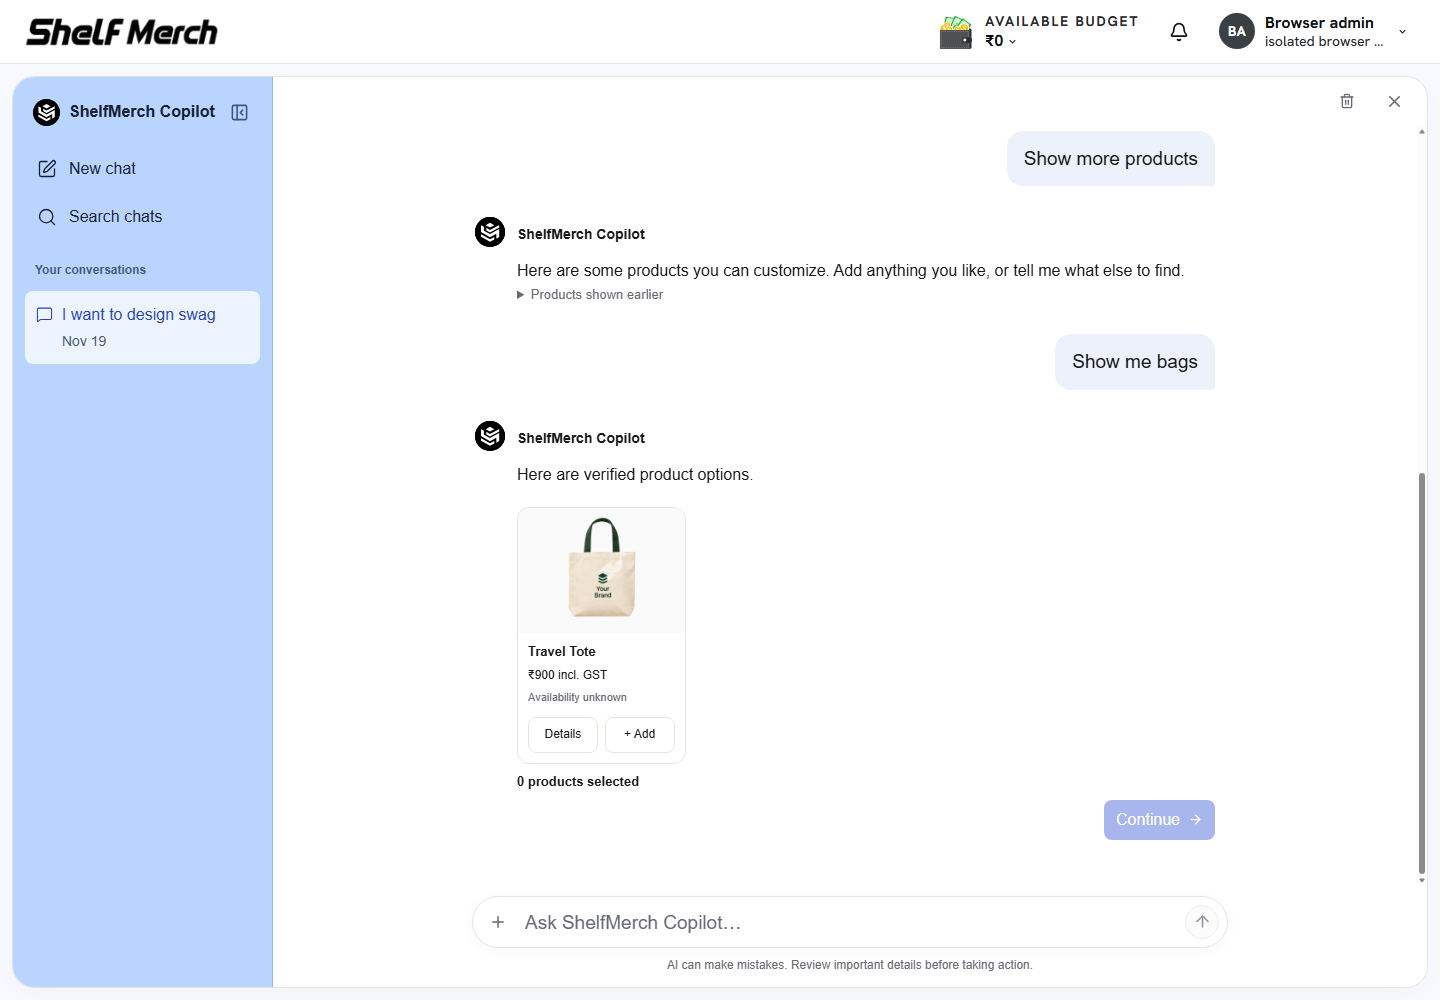 Shelf Merch
AVAILABLE BUDGET
₹0
BA
Browser admin
isolated browser ...
ShelfMerch Copilot
New chat
Search chats
Your conversations
I want to design swag
Nov 19
Show more products
ShelfMerch Copilot
Here are some products you can customize. Add anything you like, or tell me what else to find.
Products shown earlier
Show me bags
ShelfMerch Copilot
Here are verified product options.
Your
Brand
Travel Tote
₹900 incl. GST
Availability unknown
Details
+ Add
0 products selected
Continue →
Ask ShelfMerch Copilot…
AI can make mistakes. Review important details before taking action.